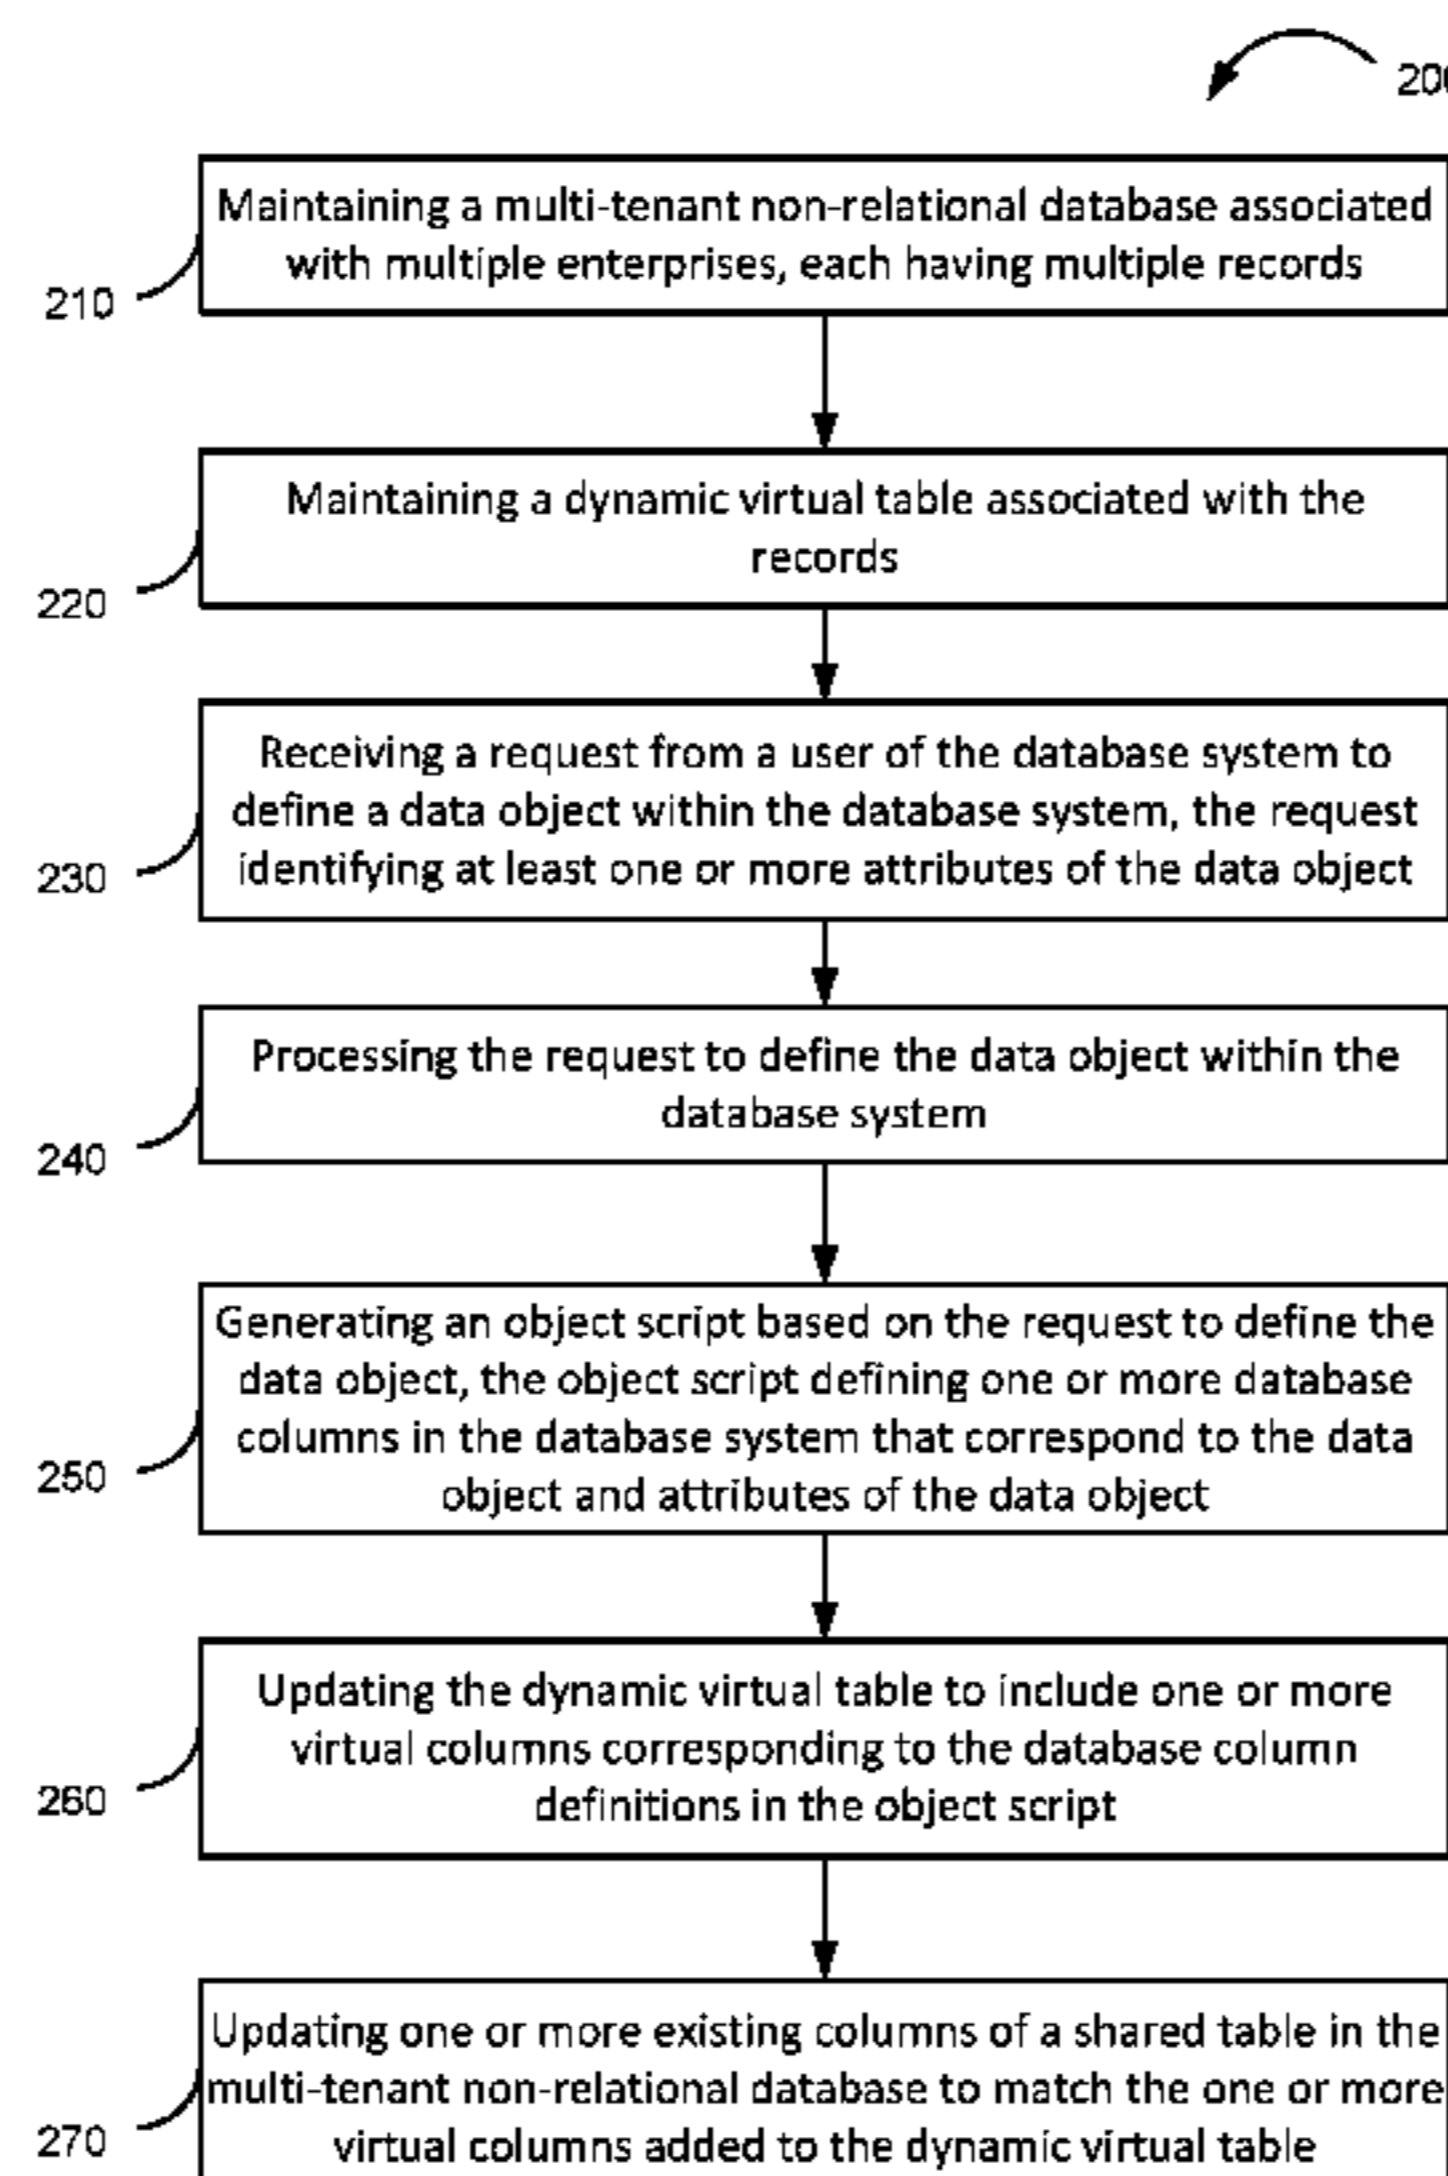 200
Maintaining a multi-tenant non-relational database associated
with multiple enterprises, each having multiple records
210
Maintaining a dynamic virtual table associated with the
records
220
Receiving a request from a user of the database system to
define a data object within the database system, the request
identifying at least one or more attributes of the data object
230
Processing the request to define the data object within the
database system
240
Generating an object script based on the request to define the
data object, the object script defining one or more database
columns in the database system that correspond to the data
object and attributes of the data object
250
Updating the dynamic virtual table to include one or more
virtual columns corresponding to the database column
definitions in the object script
260
Updating one or more existing columns of a shared table in the
multi-tenant non-relational database to match the one or more
virtual columns added to the dynamic virtual table
270